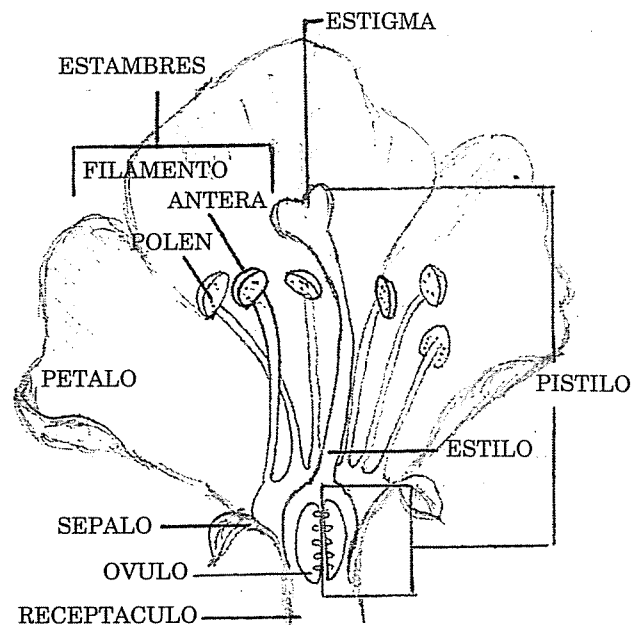 ESTIGMA
ESTAMBRES
FILAMENTO
ANTERA
POLEN
PETALO
PISTILO
ESTILO
SEPALO
OVULO
RECEPTACULO